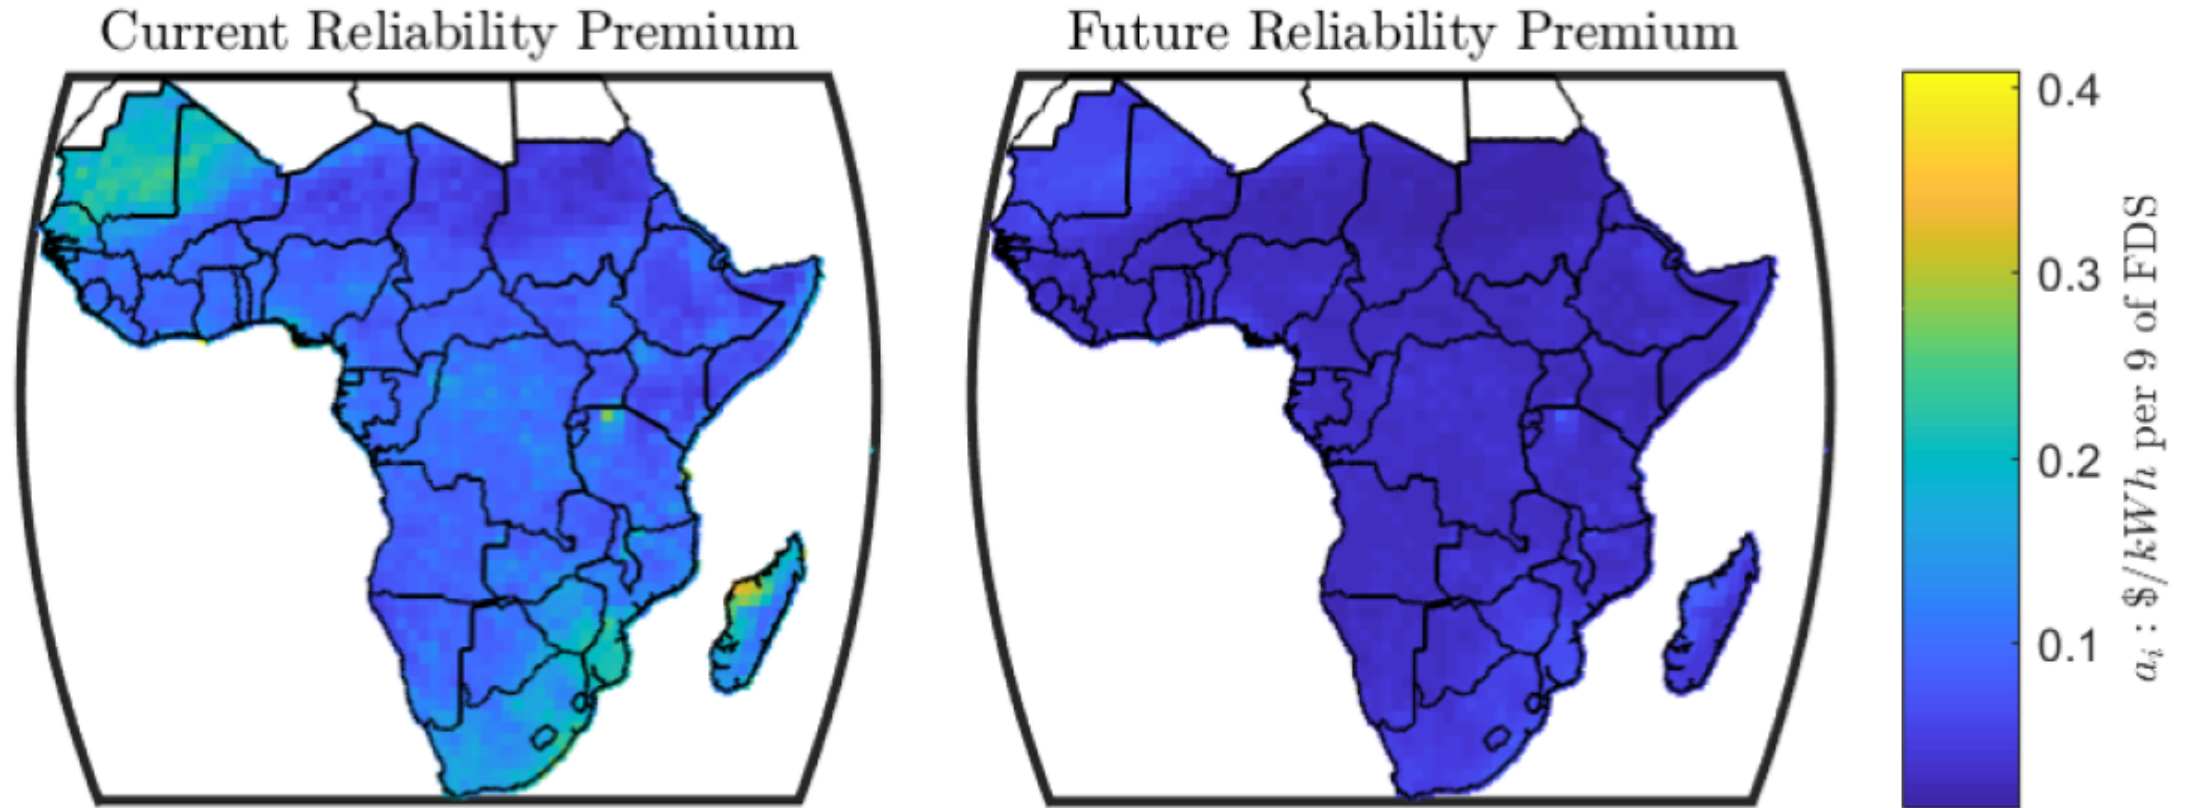 Current Reliability Premium
Future Reliability Premium
0.4
0.3
0.2
0.1
a_i : $/kWh per 9 of FDS